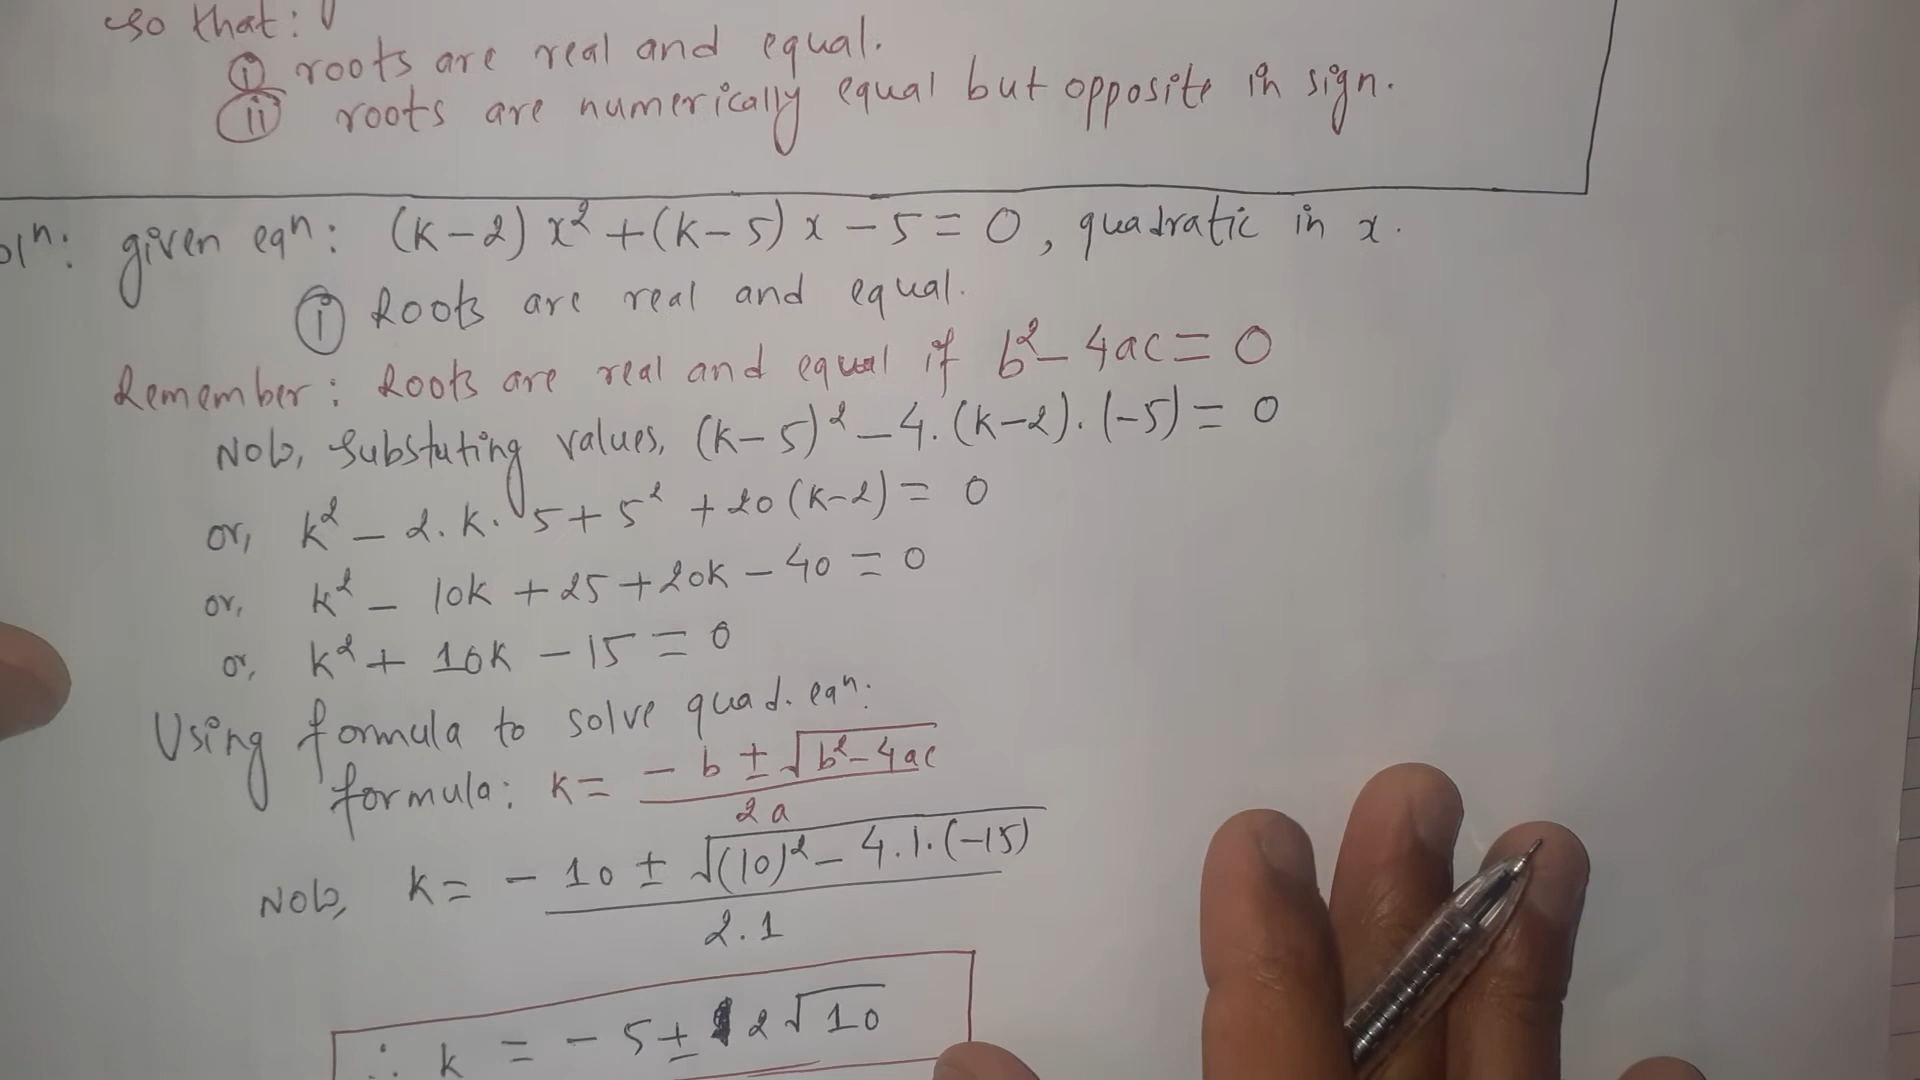 so that:
(i) roots are real and equal.
(ii) roots are numerically equal but opposite in sign.
olⁿ: given eqⁿ: (k-2) x² + (k-5) x - 5 = 0, quadratic in x.
(i) Roots are real and equal.
Remember: Roots are real and equal if b² - 4ac = 0
Now, substuting values, (k-5)² - 4. (k-2). (-5) = 0
or, k² - 2. k. 5 + 5² + 20 (k-2) = 0
or, k² - 10k + 25 + 20k - 40 = 0
or, k² + 10k - 15 = 0
Using formula to solve quad. eqⁿ:
formula: k = (- b ± √(b² - 4ac)) / 2a
Now, k = (- 10 ± √((10)² - 4.1.(-15))) / 2.1
∴ k = - 5 ± 2√10